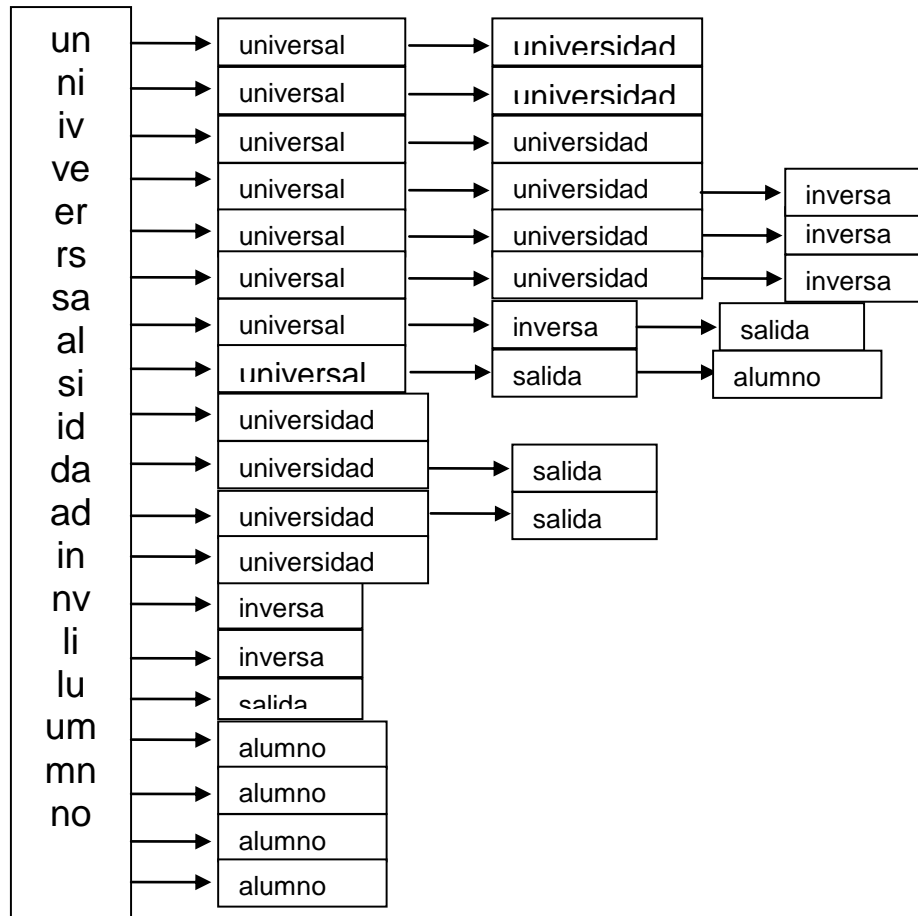 un
ni
iv
ve
er
rs
sa
al
si
id
da
ad
in
nv
li
lu
um
mn
no
universal universidad
universal universidad
universal universidad
universal universidad inversa
universal universidad inversa
universal universidad inversa
universal inversa salida
universal salida alumno
universidad
universidad salida
universidad salida
universidad
inversa
inversa
salida
alumno
alumno
alumno
alumno